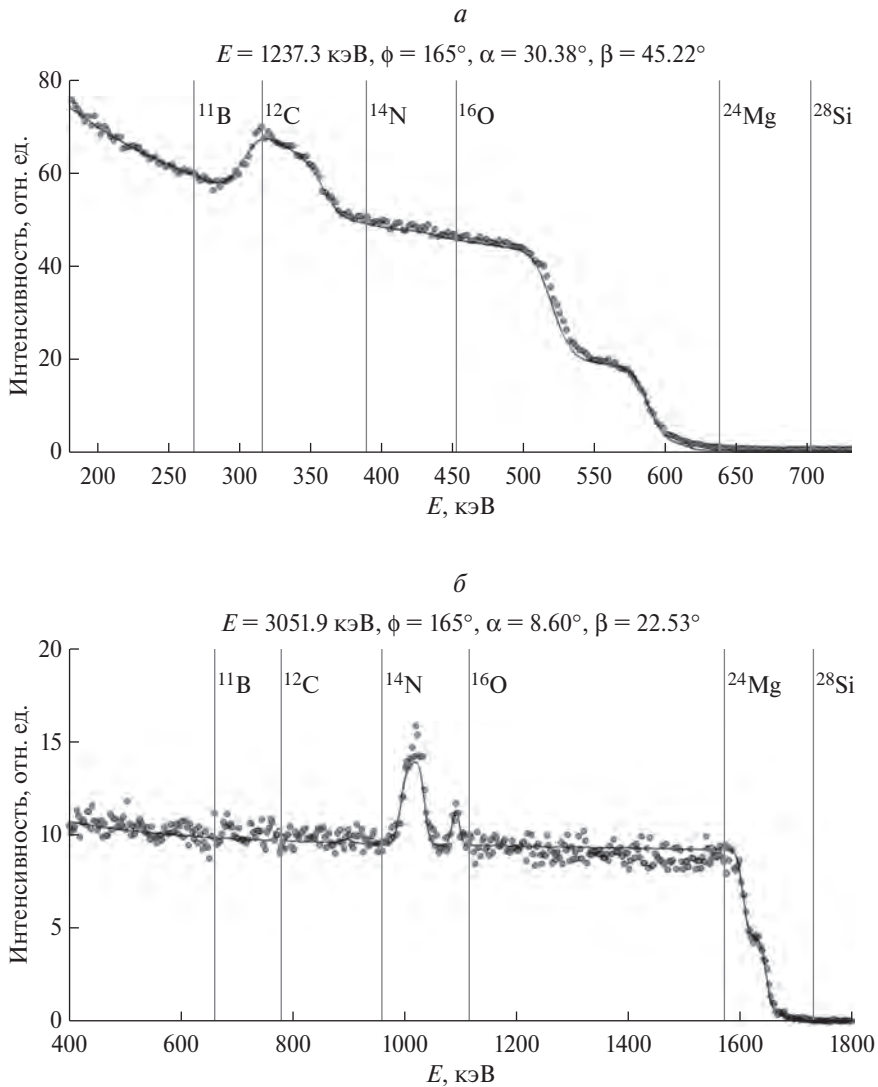 а
E = 1237.3 кэВ, ϕ = 165°, α = 30.38°, β = 45.22°
80
60
40
20
0
Интенсивность, отн. ед.
¹¹B ¹²C ¹⁴N ¹⁶O ²⁴Mg ²⁸Si
200 250 300 350 400 450 500 550 600 650 700
E, кэВ
б
E = 3051.9 кэВ, ϕ = 165°, α = 8.60°, β = 22.53°
20
15
10
5
0
Интенсивность, отн. ед.
¹¹B ¹²C ¹⁴N ¹⁶O ²⁴Mg ²⁸Si
400 600 800 1000 1200 1400 1600 1800
E, кэВ